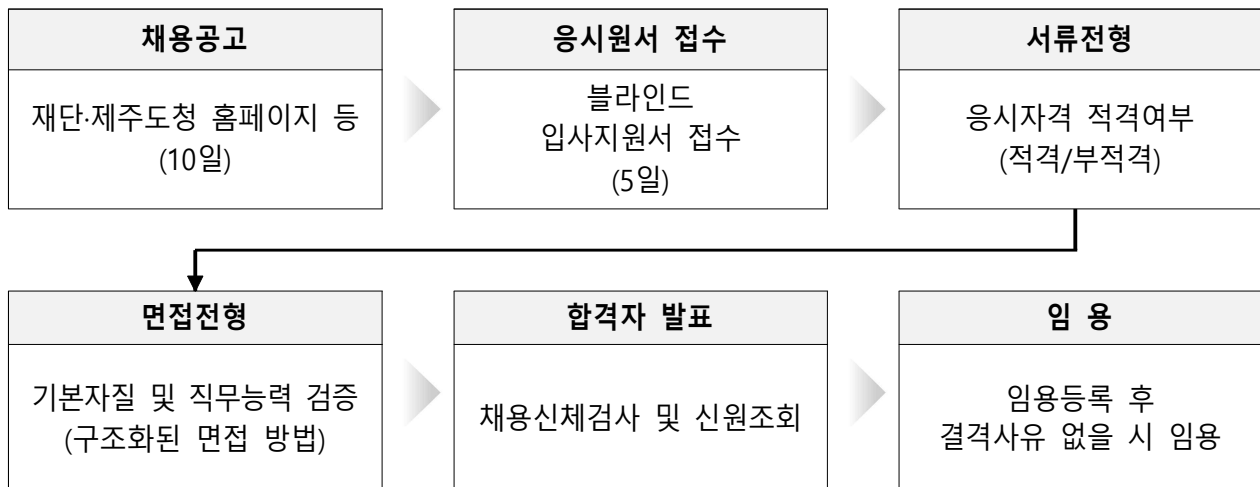 채용공고
재단·제주도청 홈페이지 등
(10일)
응시원서 접수
블라인드
입사지원서 접수
(5일)
서류전형
응시자격 적격여부
(적격/부적격)
면접전형
기본자질 및 직무능력 검증
(구조화된 면접 방법)
합격자 발표
채용신체검사 및 신원조회
임 용
임용등록 후
결격사유 없을 시 임용